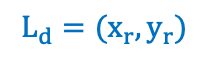 L_d = (x_r, y_r)